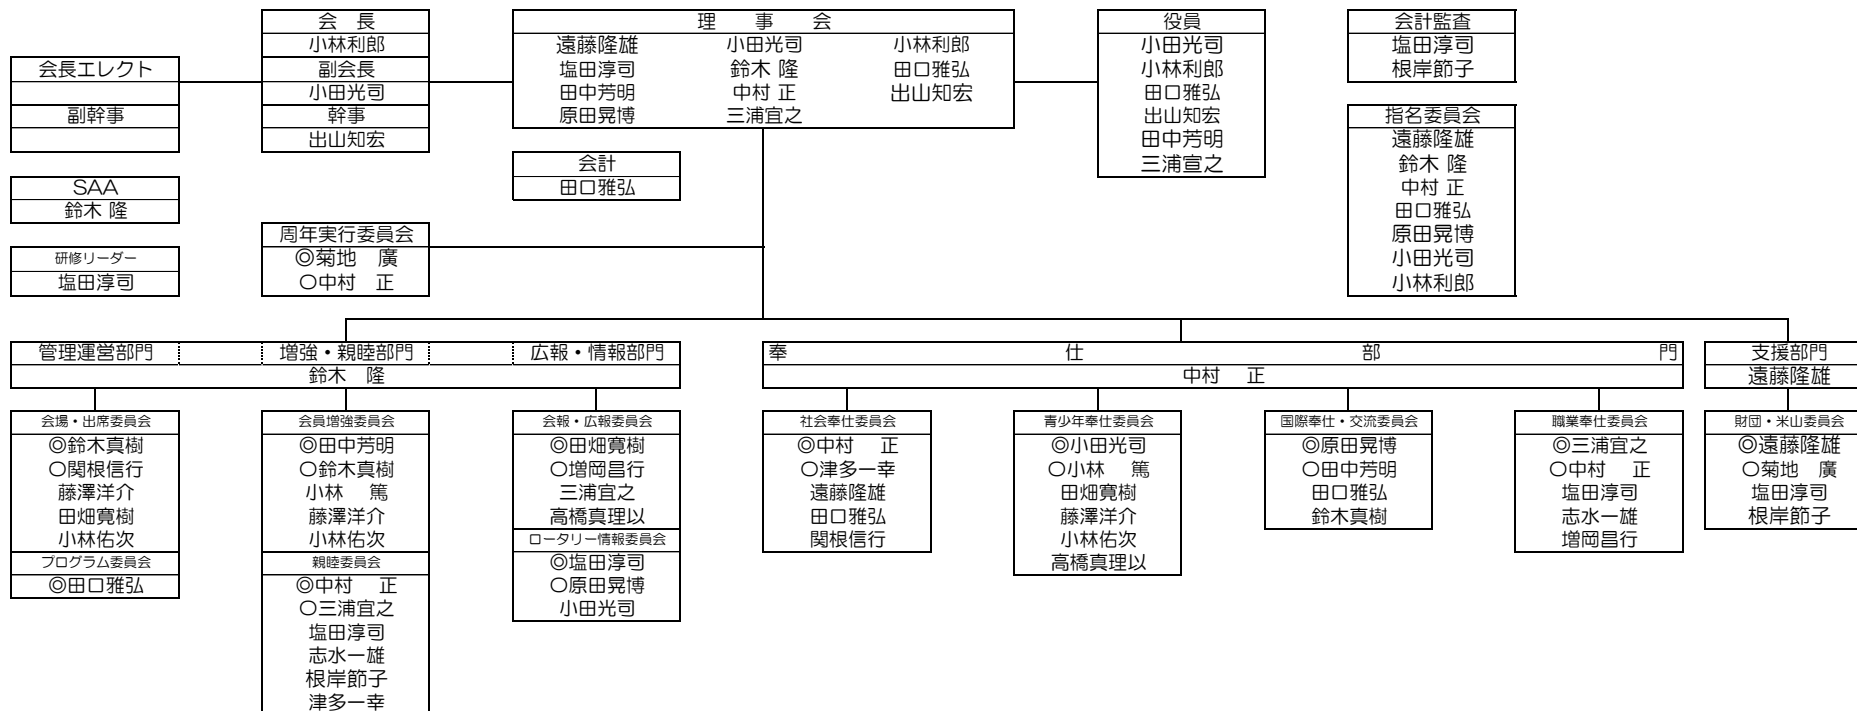 会 長
小林利郎
副会長
小田光司
幹事
出山知宏
会長エレクト
副幹事
SAA
鈴木 隆
研修リーダー
塩田淳司
理 事 会
遠藤隆雄 小田光司 小林利郎
塩田淳司 鈴木 隆 田口雅弘
田中芳明 中村 正 出山知宏
原田晃博 三浦宜之
会計
田口雅弘
周年実行委員会
◎菊地 廣
○中村 正
役員
小田光司
小林利郎
田口雅弘
出山知宏
田中芳明
三浦宣之
会計監査
塩田淳司
根岸節子
指名委員会
遠藤隆雄
鈴木 隆
中村 正
田口雅弘
原田晃博
小田光司
小林利郎
管理運営部門 増強・親睦部門 広報・情報部門
鈴木 隆
会場・出席委員会
◎鈴木真樹
○関根信行
藤澤洋介
田畑寛樹
小林佑次
プログラム委員会
◎田口雅弘
会員増強委員会
◎田中芳明
○鈴木真樹
小林 篤
藤澤洋介
小林佑次
親睦委員会
◎中村 正
○三浦宜之
塩田淳司
志水一雄
根岸節子
津多一幸
会報・広報委員会
◎田畑寛樹
○増岡昌行
三浦宜之
高橋真理以
ロータリー情報委員会
◎塩田淳司
○原田晃博
小田光司
奉 仕 部 門
中村 正
社会奉仕委員会
◎中村 正
○津多一幸
遠藤隆雄
田口雅弘
関根信行
青少年奉仕委員会
◎小田光司
○小林 篤
田畑寛樹
藤澤洋介
小林佑次
高橋真理以
国際奉仕・交流委員会
◎原田晃博
○田中芳明
田口雅弘
鈴木真樹
職業奉仕委員会
◎三浦宜之
○中村 正
塩田淳司
志水一雄
増岡昌行
支援部門
遠藤隆雄
財団・米山委員会
◎遠藤隆雄
○菊地 廣
塩田淳司
根岸節子